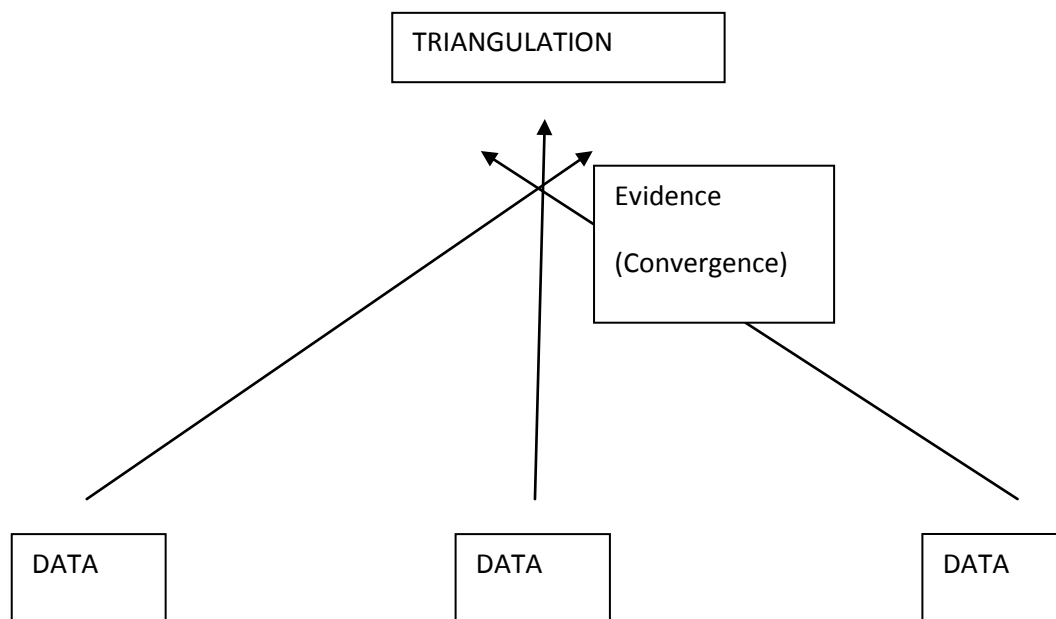 TRIANGULATION
Evidence
(Convergence)
DATA
DATA
DATA